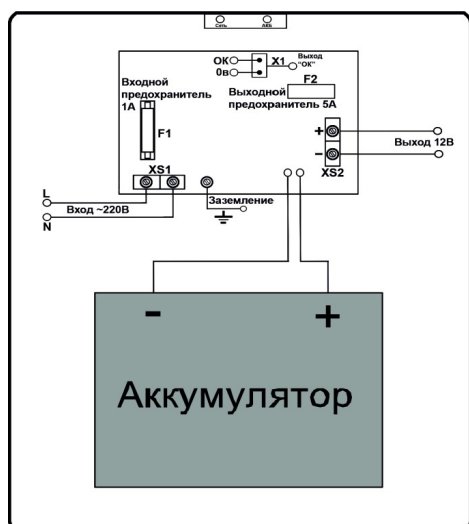 Сеть АКБ
ОК
0в
X1
Выход
"ОК"
Входной
предохранитель
1А
F1
F2
Выходной
предохранитель 5А
+
-
XS2
Выход 12В
XS1
L
Вход ~220В
N
Заземление
- +
Аккумулятор